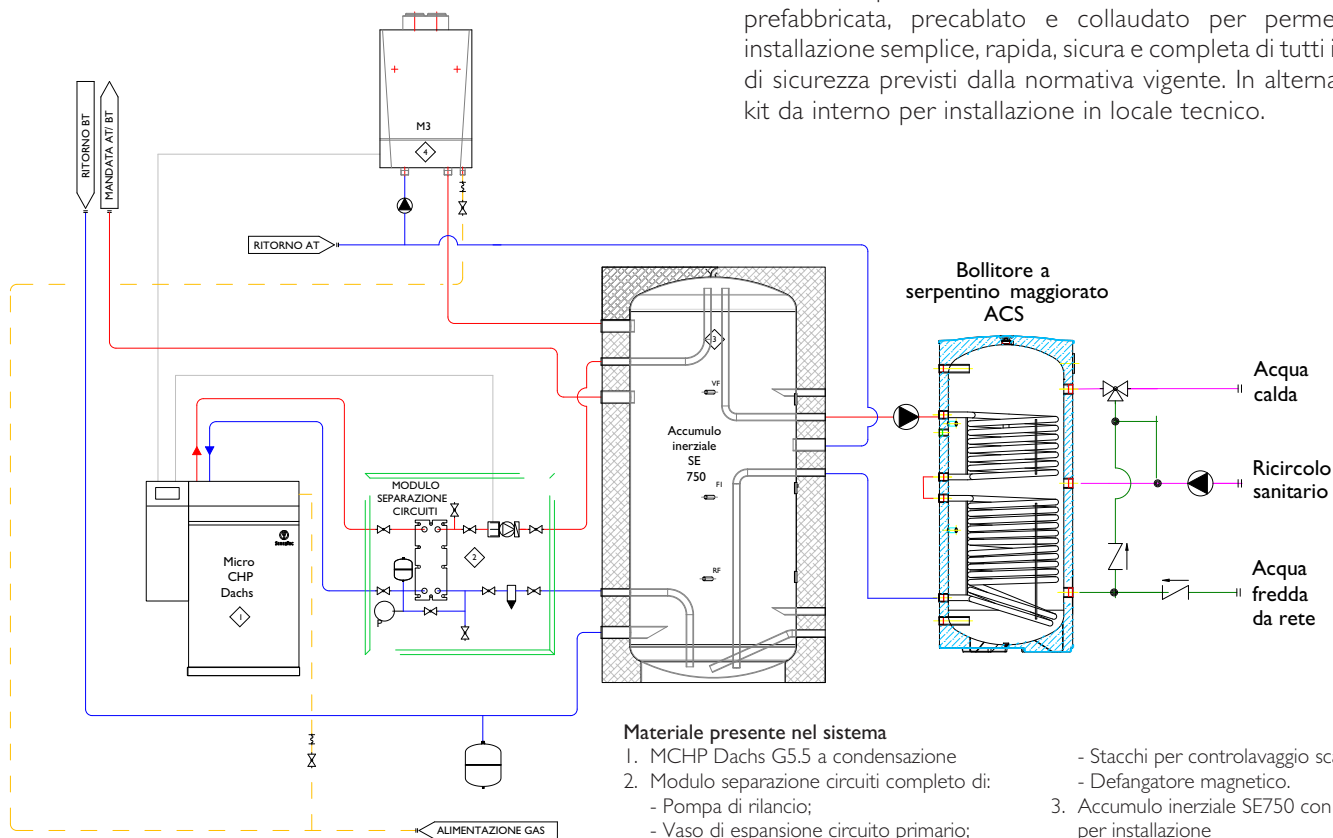 prefabbricata, precablato e collaudato per
installazione semplice, rapida, sicura e completa di tutti
di sicurezza previsti dalla normativa vigente. In
kit da interno per installazione in locale tecnico.
RITORNO BT
MANDATA AT/ BT
M3
4
RITORNO AT
Bollitore a
serpentino maggiorato
ACS
3
VF
Acqua
calda
Accumulo
inerziale
SE
750
FI
RF
Ricircolo
sanitario
MODULO
SEPARAZIONE
CIRCUITI
2
P
Micro
CHP
Dachs
1
Acqua
fredda
da rete
Materiale presente nel sistema
1. MCHP Dachs G5.5 a condensazione
2. Modulo separazione circuiti completo di:
- Pompa di rilancio;
- Vaso di espansione circuito primario;
- Stacchi per controlavaggio
- Defangatore magnetico.
3. Accumulo inerziale SE750 con
per installazione
ALIMENTAZIONE GAS